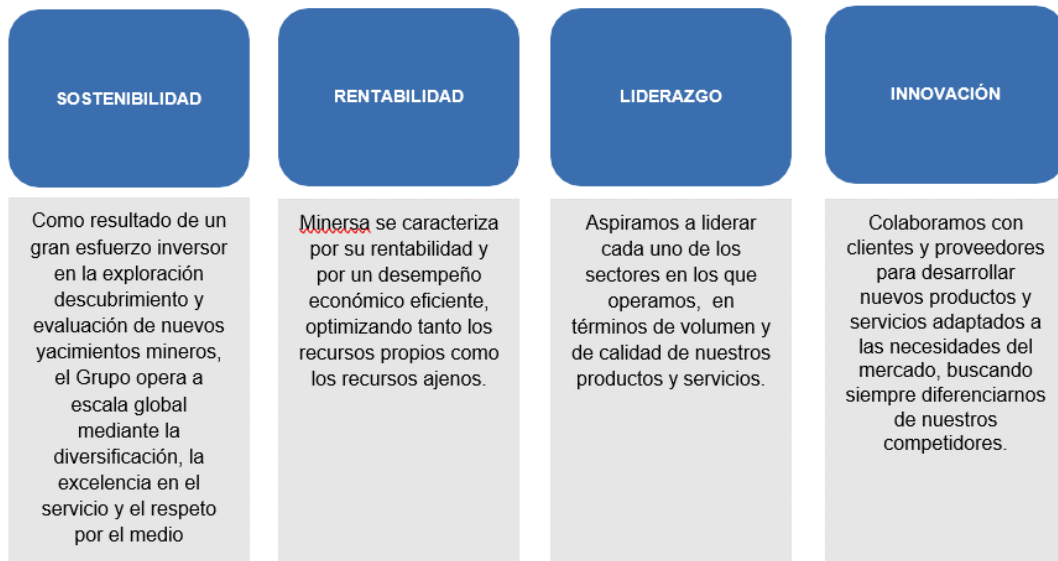 SOSTENIBILIDAD
Como resultado de un
gran esfuerzo inversor
en la exploración
descubrimiento y
evaluación de nuevos
yacimientos mineros,
el Grupo opera a
escala global
mediante la
diversificación, la
excelencia en el
servicio y el respeto
por el medio
RENTABILIDAD
Minersa se caracteriza
por su rentabilidad y
por un desempeño
económico eficiente,
optimizando tanto los
recursos propios como
los recursos ajenos.
LIDERAZGO
Aspiramos a liderar
cada uno de los
sectores en los que
operamos, en
términos de volumen y
de calidad de nuestros
productos y servicios.
INNOVACIÓN
Colaboramos con
clientes y proveedores
para desarrollar
nuevos productos y
servicios adaptados a
las necesidades del
mercado, buscando
siempre diferenciarnos
de nuestros
competidores.